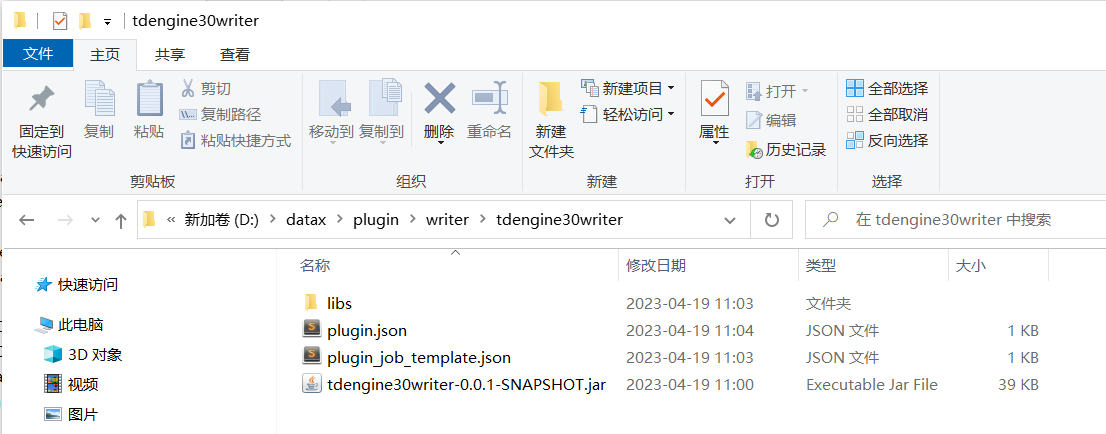 tdengine30writer
文件 主页 共享 查看
固定到
快速访问
复制
粘贴
剪切
复制路径
粘贴快捷方式
剪贴板
移动到
复制到
删除
重命名
组织
新建
文件夹
新建项目
轻松访问
新建
属性
打开
编辑
历史记录
打开
全部选择
全部取消
反向选择
选择
« 新加卷 (D:) › datax › plugin › writer › tdengine30writer
在 tdengine30writer 中搜索
快速访问
此电脑
3D 对象
视频
图片
名称 修改日期 类型 大小
libs 2023-04-19 11:03 文件夹
plugin.json 2023-04-19 11:04 JSON 文件 1 KB
plugin_job_template.json 2023-04-19 11:03 JSON 文件 1 KB
tdengine30writer-0.0.1-SNAPSHOT.jar 2023-04-19 11:00 Executable Jar File 39 KB